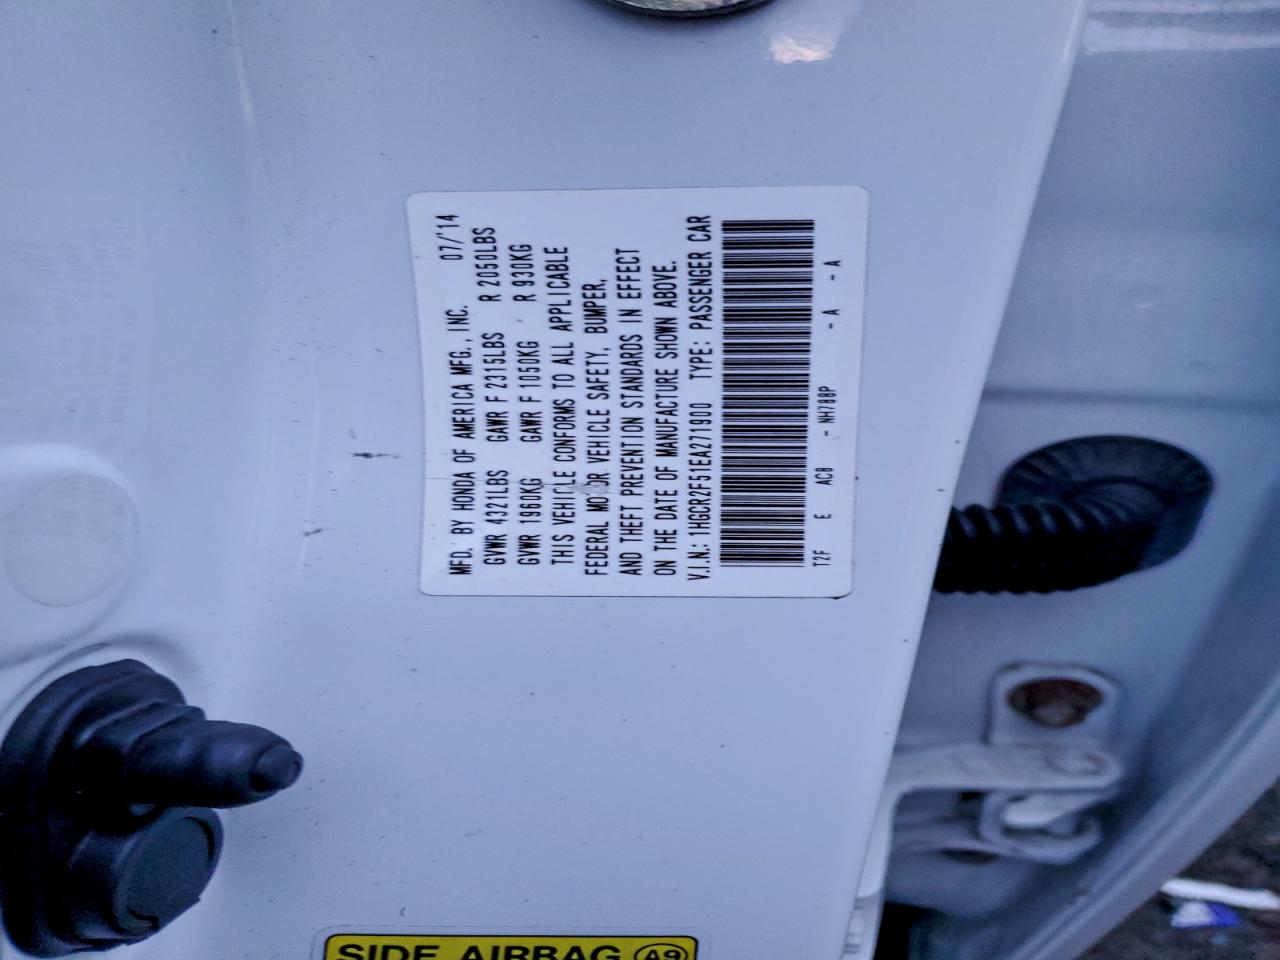 MFD. BY HONDA OF AMERICA MFG., INC. 07/'14
GVWR 4321LBS GAWR F 2315LBS R 2050LBS
GVWR 1960KG GAWR F 1050KG R 930KG
THIS VEHICLE CONFORMS TO ALL APPLICABLE
FEDERAL MOTOR VEHICLE SAFETY, BUMPER,
AND THEFT PREVENTION STANDARDS IN EFFECT
ON THE DATE OF MANUFACTURE SHOWN ABOVE.
V.I.N.: 1HGCR2F51EA271900 TYPE: PASSENGER CAR
T2F E AC8 - NH788P - A - A
SIDE AIRBAG A9